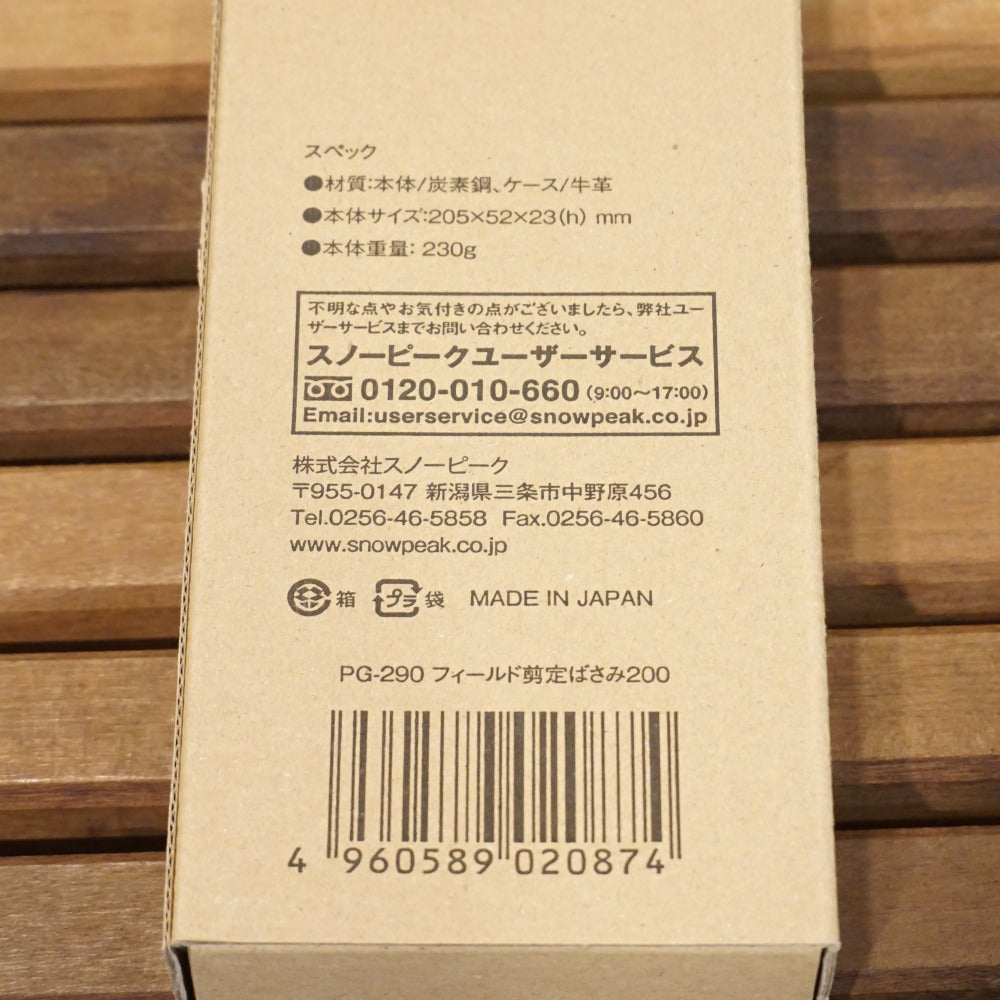 スペック
●材質:本体/炭素鋼、ケース/牛革
●本体サイズ:205×52×23(h) mm
●本体重量: 230g
不明な点やお気付きの点がございましたら、弊社ユー
ザーサービスまでお問い合わせください。
スノーピークユーザーサービス
0120-010-660 (9:00〜17:00)
Email:userservice@snowpeak.co.jp
株式会社スノーピーク
〒955-0147 新潟県三条市中野原456
Tel.0256-46-5858 Fax.0256-46-5860
www.snowpeak.co.jp
箱 プラ 袋 MADE IN JAPAN
PG-290 フィールド剪定ばさみ200
4 960589 020874